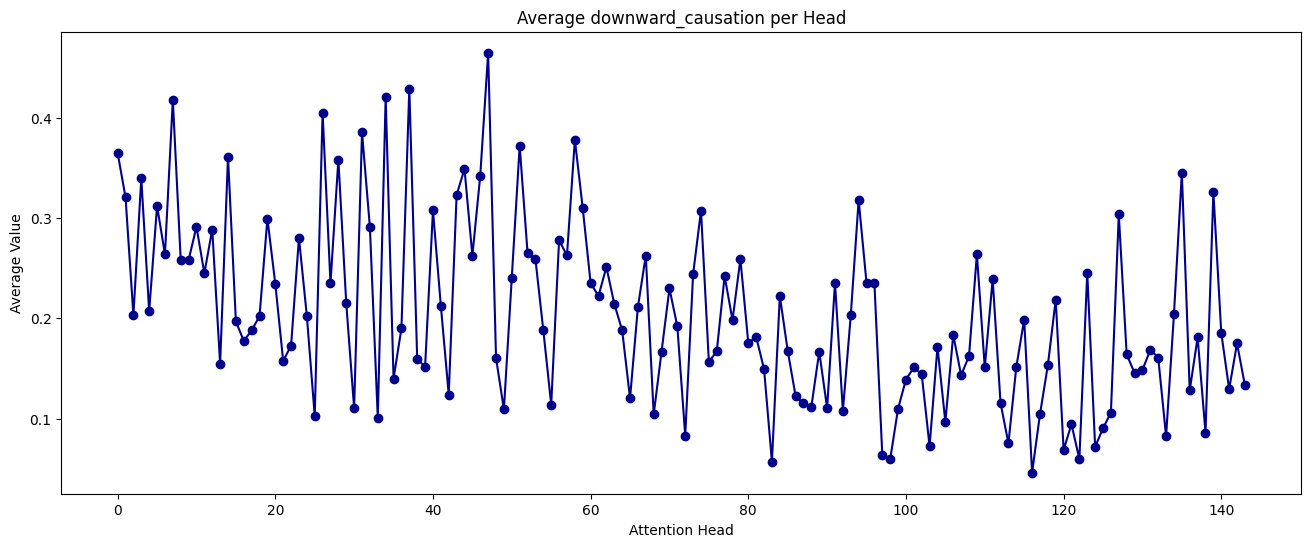 Average downward_causation per Head
Average Value
0.4
0.3
0.2
0.1
0 20 40 60 80 100 120 140
Attention Head